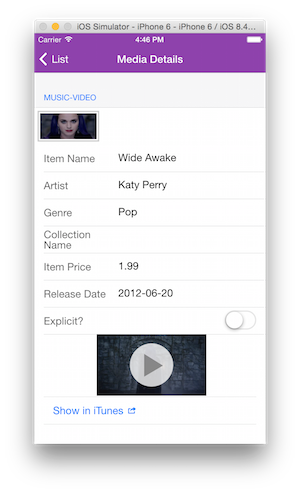 iOS Simulator - iPhone 6 - iPhone 6 / iOS 8.4...
Carrier 4:46 PM
List Media Details
MUSIC-VIDEO
Item Name Wide Awake
Artist Katy Perry
Genre Pop
Collection
Name
Item Price 1.99
Release Date 2012-06-20
Explicit?
Show in iTunes